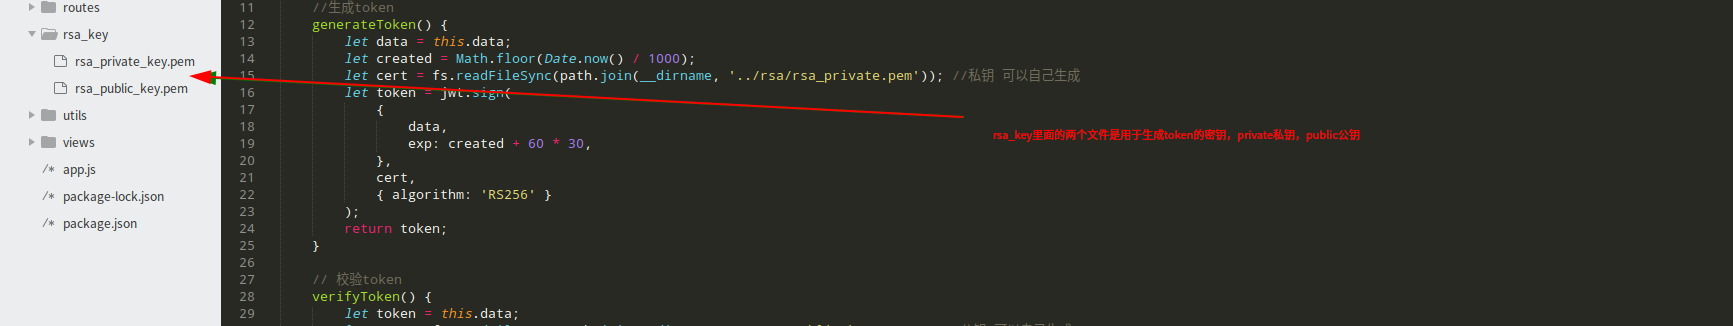 routes
rsa_key
rsa_private_key.pem
rsa_public_key.pem
utils
views
/* app.js
/* package-lock.json
/* package.json
11 //生成token
12 generateToken() {
13 let data = this.data;
14 let created = Math.floor(Date.now() / 1000);
15 let cert = fs.readFileSync(path.join(__dirname, '../rsa/rsa_private.pem')); //私钥 可以自己生成
16 let token = jwt.sign(
17 {
18 data,
19 exp: created + 60 * 30,
20 },
21 cert,
22 { algorithm: 'RS256' }
23 );
24 return token;
25 }
26
27 // 校验token
28 verifyToken() {
29 let token = this.data;
rsa_key里面的两个文件是用于生成token的密钥，private私钥，public公钥